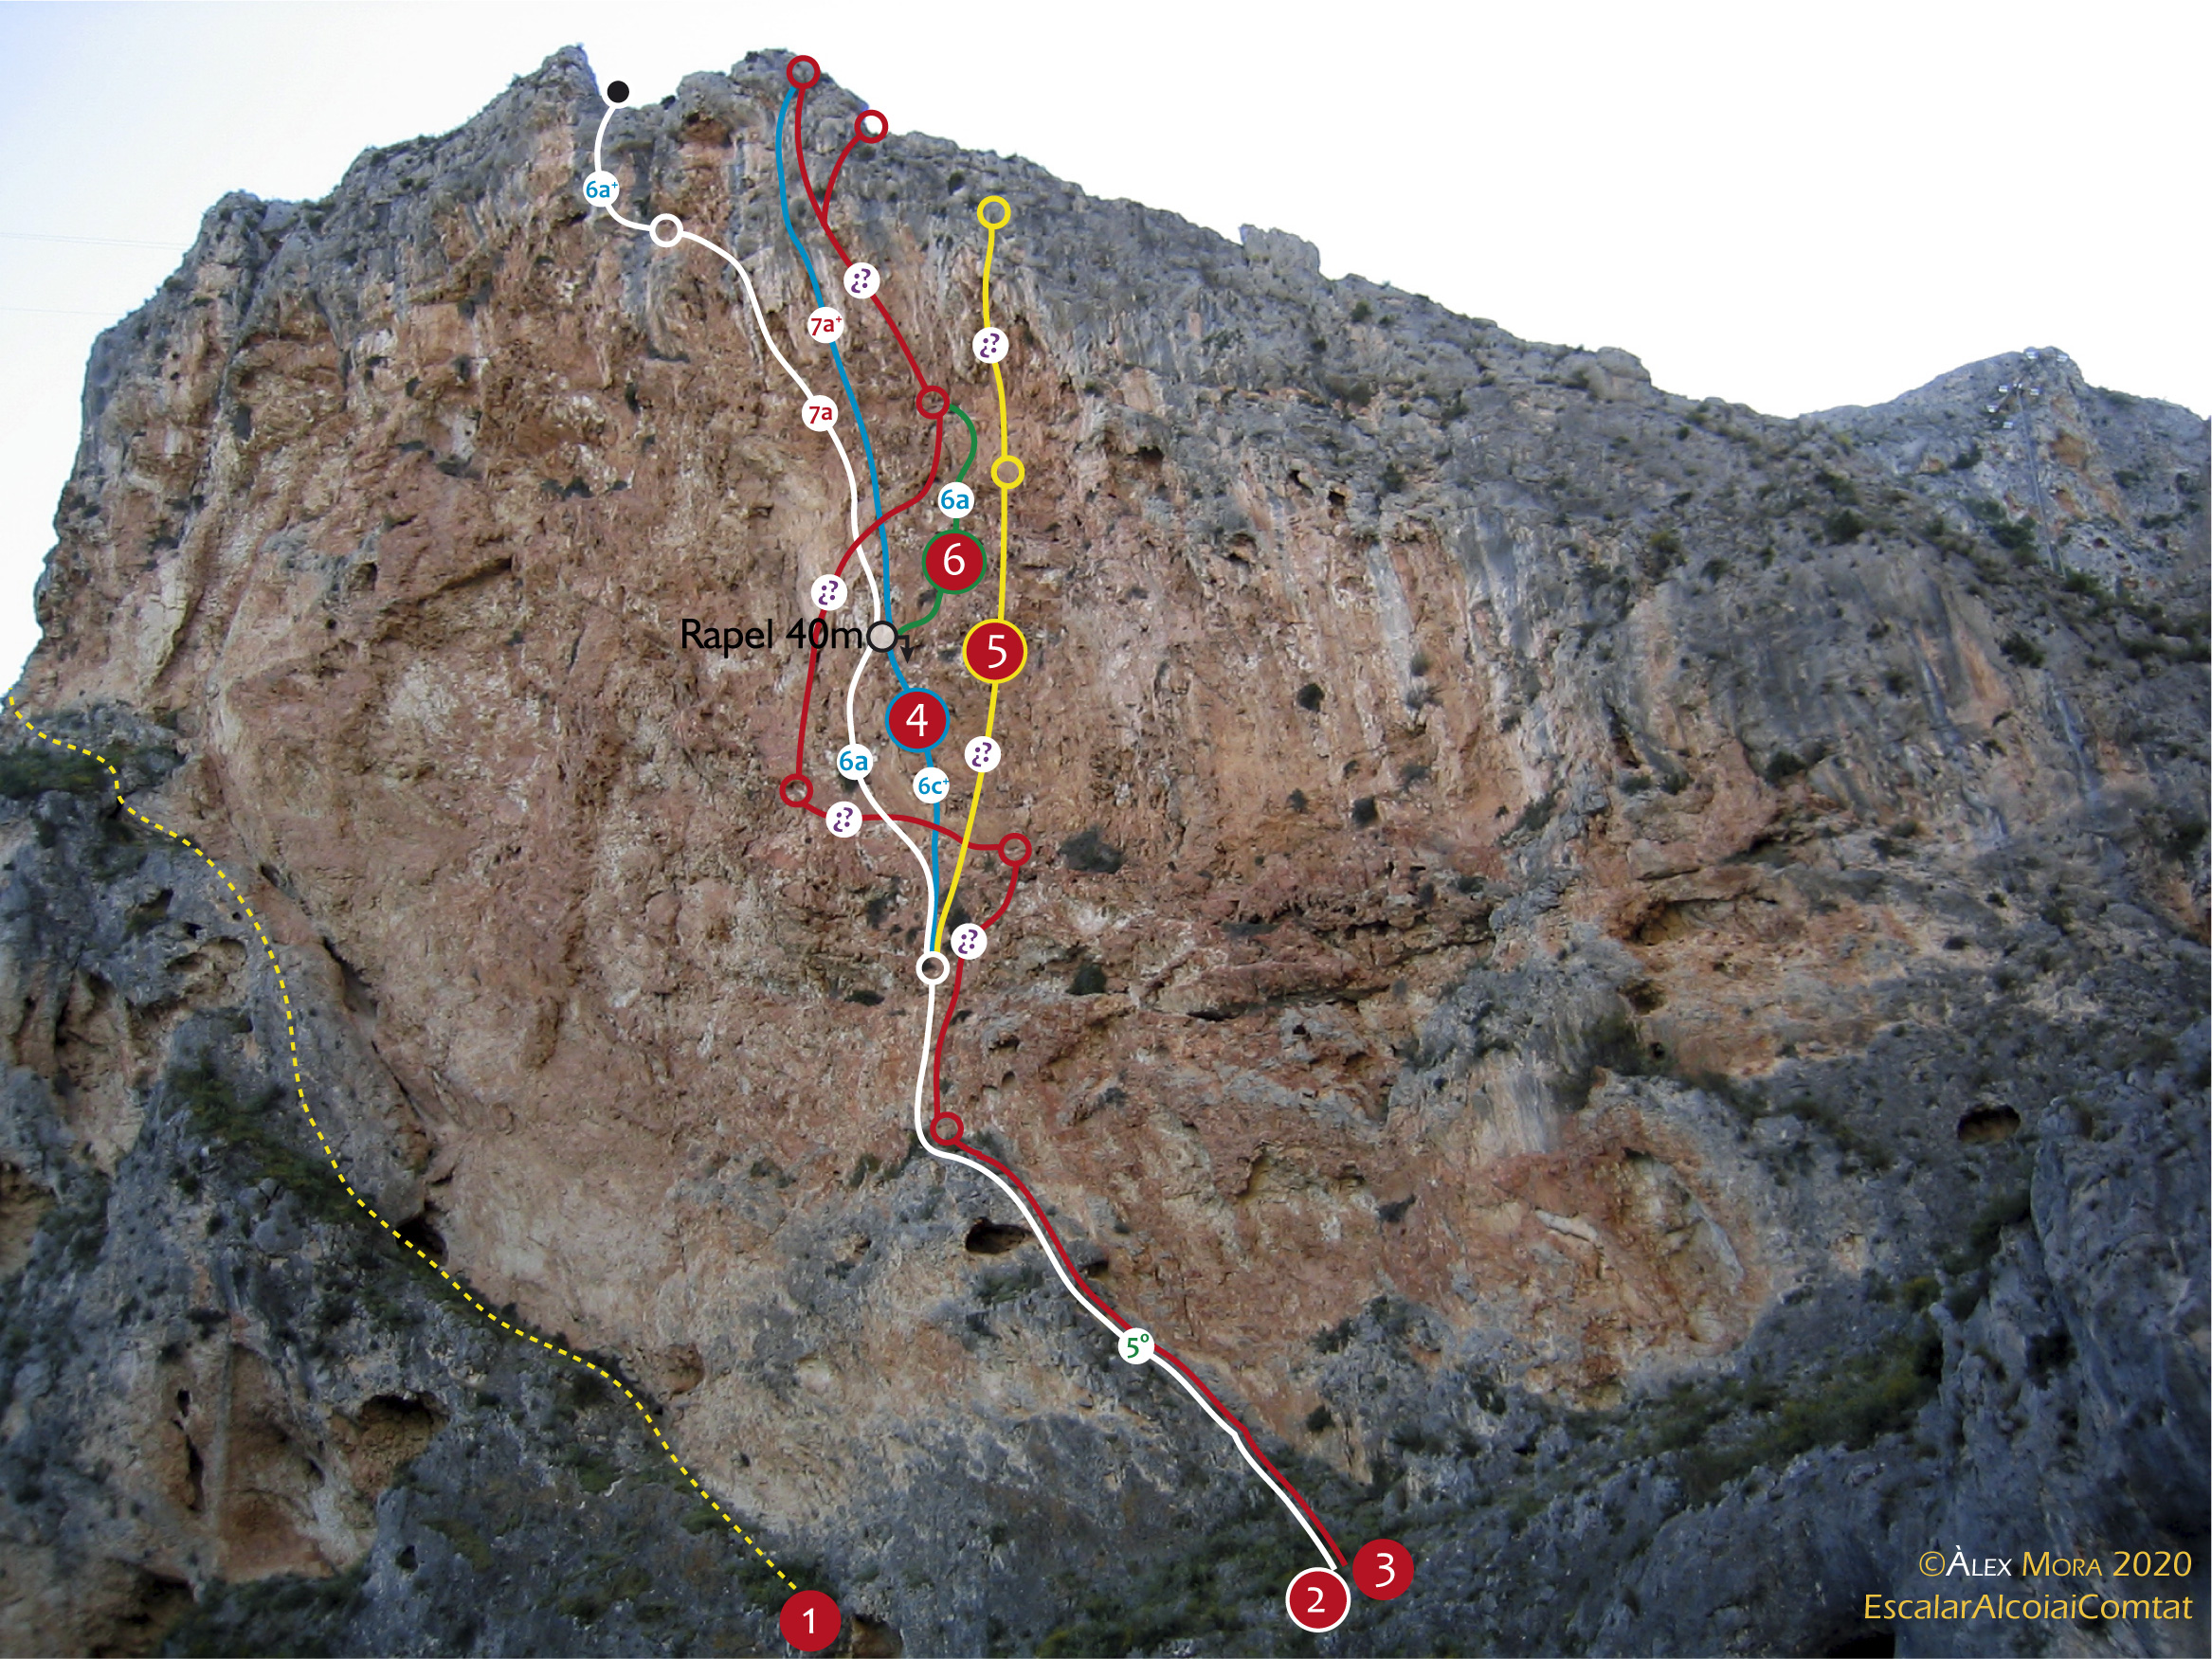 6a⁺
¿?
7a⁺
¿?
7a
6a
6
¿?
Rapel 40m
5
4
¿?
6a
6c⁺
¿?
¿?
5º
3
2
1
©Àlex Mora 2020
EscalarAlcoiaiComtat